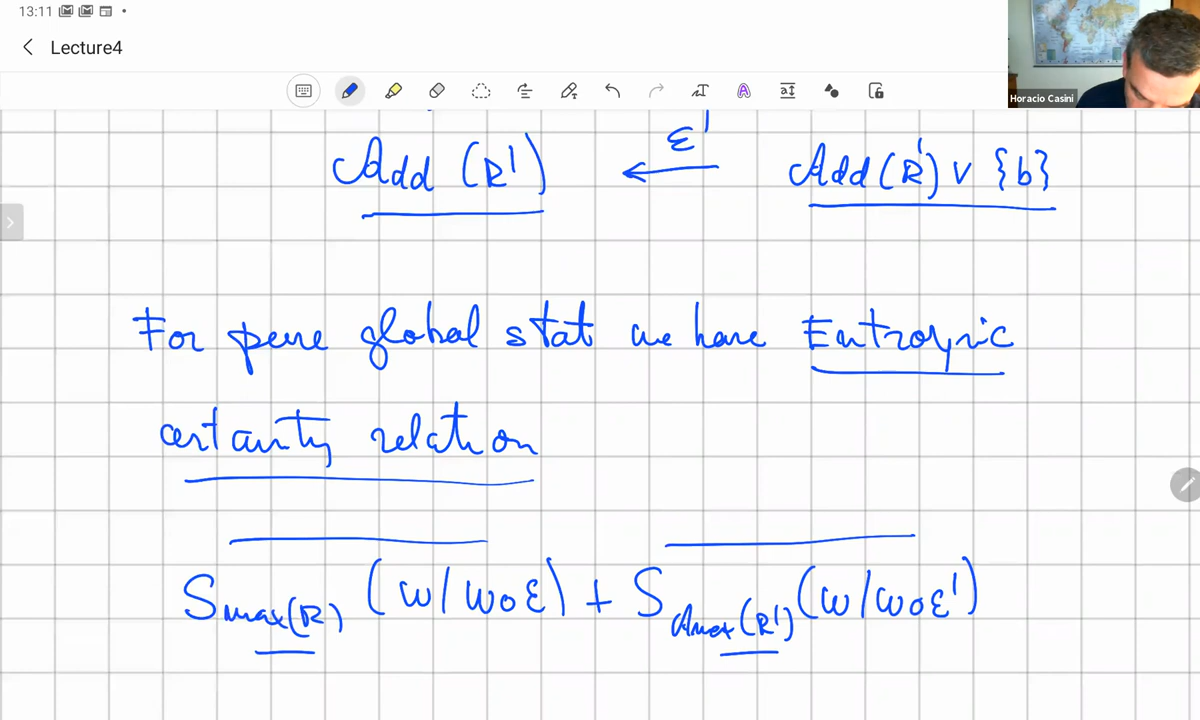 13:11
Lecture4
Horacio Casini
Add (R') ←ε' Add(R') ∨ {b}
For pure global stat we have Entropic
certainty relation
S_max(R) (ω/ω∘ε) + S_Amax(R') (ω/ω∘ε')